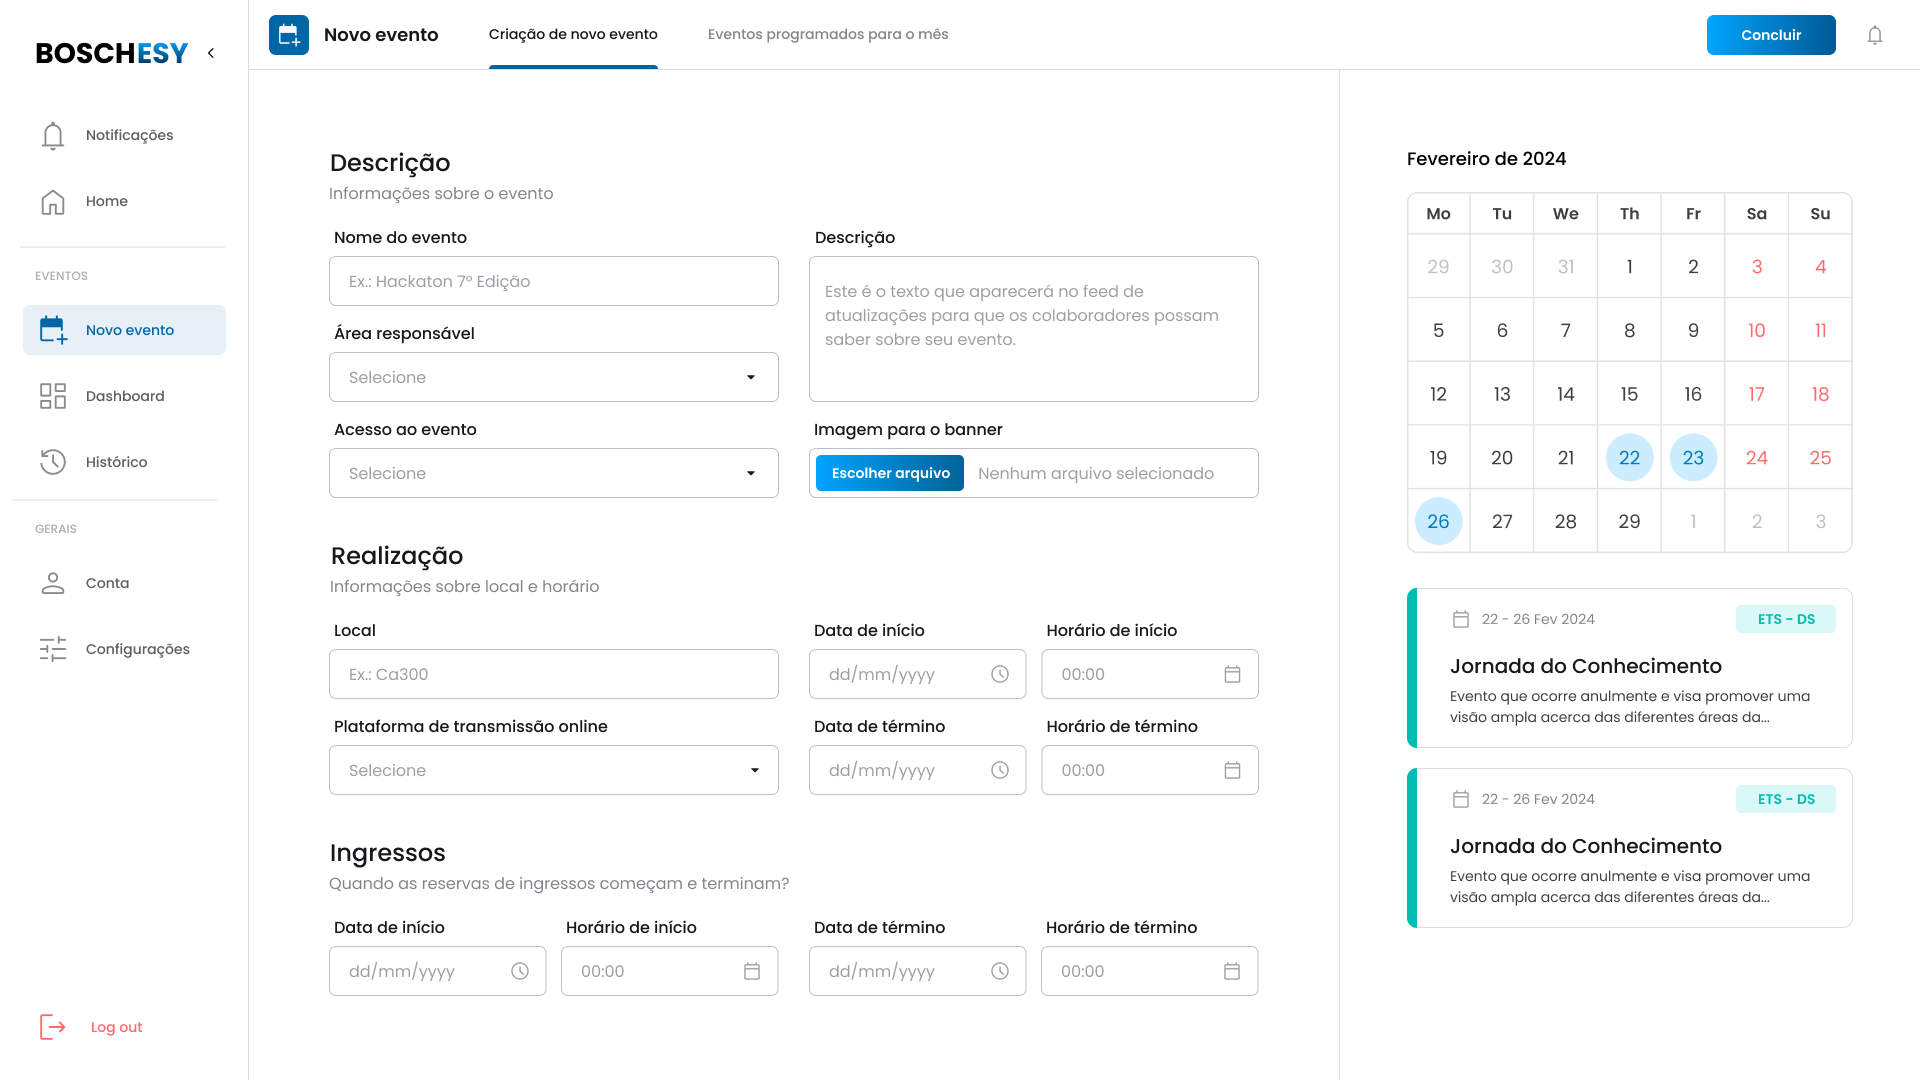 BOSCHESY
Notificações
Home
EVENTOS
Novo evento
Dashboard
Histórico
GERAIS
Conta
Configurações
Log out
Novo evento
Criação de novo evento
Eventos programados para o mês
Concluir
Descrição
Informações sobre o evento
Nome do evento
Ex.: Hackaton 7º Edição
Área responsável
Selecione
Acesso ao evento
Selecione
Descrição
Este é o texto que aparecerá no feed de
atualizações para que os colaboradores possam
saber sobre seu evento.
Imagem para o banner
Escolher arquivo Nenhum arquivo selecionado
Realização
Informações sobre local e horário
Local
Ex.: Ca300
Plataforma de transmissão online
Selecione
Data de início
dd/mm/yyyy
Horário de início
00:00
Data de término
dd/mm/yyyy
Horário de término
00:00
Ingressos
Quando as reservas de ingressos começam e terminam?
Data de início
dd/mm/yyyy
Horário de início
00:00
Data de término
dd/mm/yyyy
Horário de término
00:00
Fevereiro de 2024
Mo Tu We Th Fr Sa Su
29 30 31 1 2 3 4
5 6 7 8 9 10 11
12 13 14 15 16 17 18
19 20 21 22 23 24 25
26 27 28 29 1 2 3
22 - 26 Fev 2024
ETS - DS
Jornada do Conhecimento
Evento que ocorre anulmente e visa promover uma
visão ampla acerca das diferentes áreas da...
22 - 26 Fev 2024
ETS - DS
Jornada do Conhecimento
Evento que ocorre anulmente e visa promover uma
visão ampla acerca das diferentes áreas da...